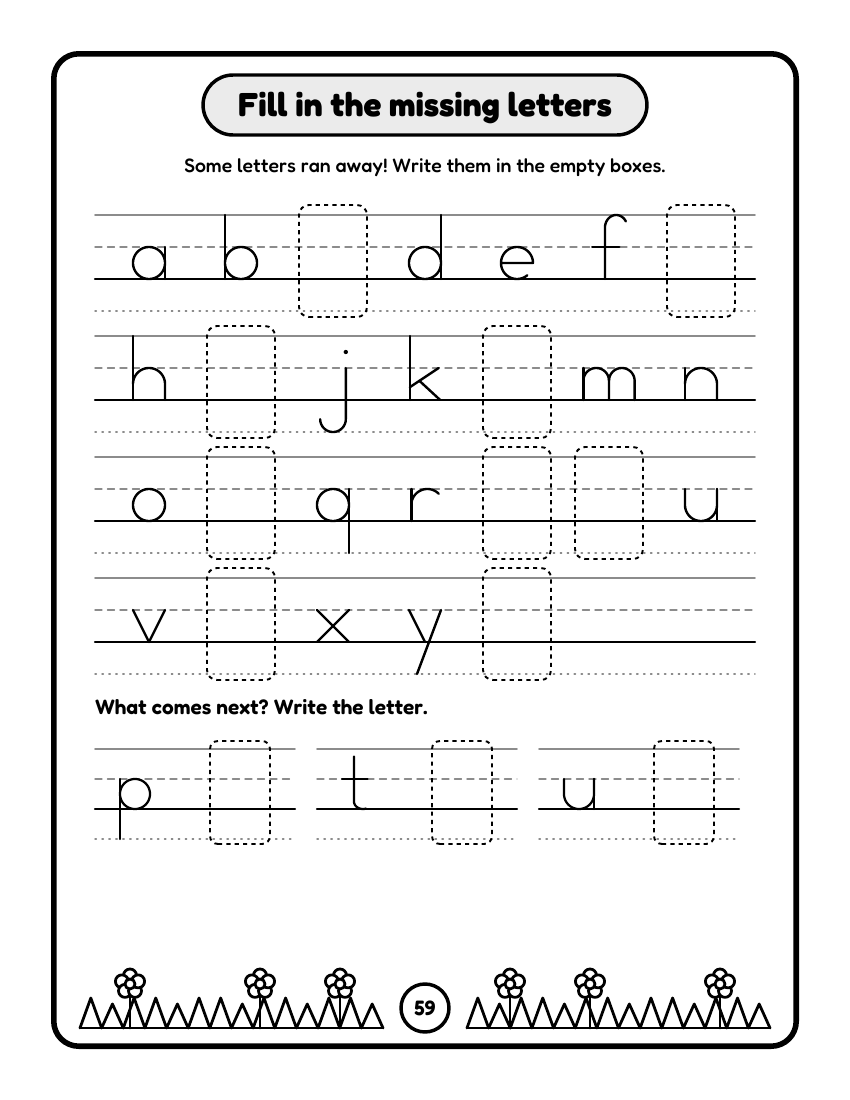 Fill in the missing letters
Some letters ran away! Write them in the empty boxes.
a b d e f
h j k m n
o q r u
v x y
What comes next? Write the letter.
p t u
59